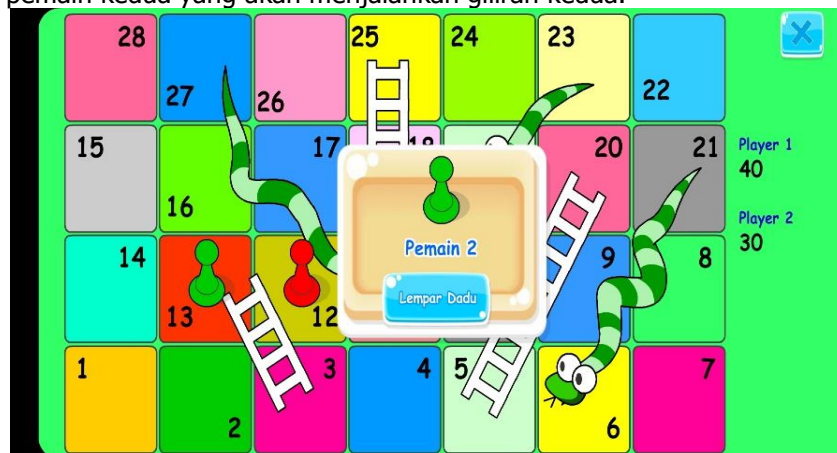 pemain kedua yang akan menjalankan giliran kedua.
28 27 26 25 24 23 22
15 16 17 18 20 21
Player 1
40
Player 2
30
Pemain 2
Lempar Dadu
14 13 12 9 8
1 2 3 4 5 6 7